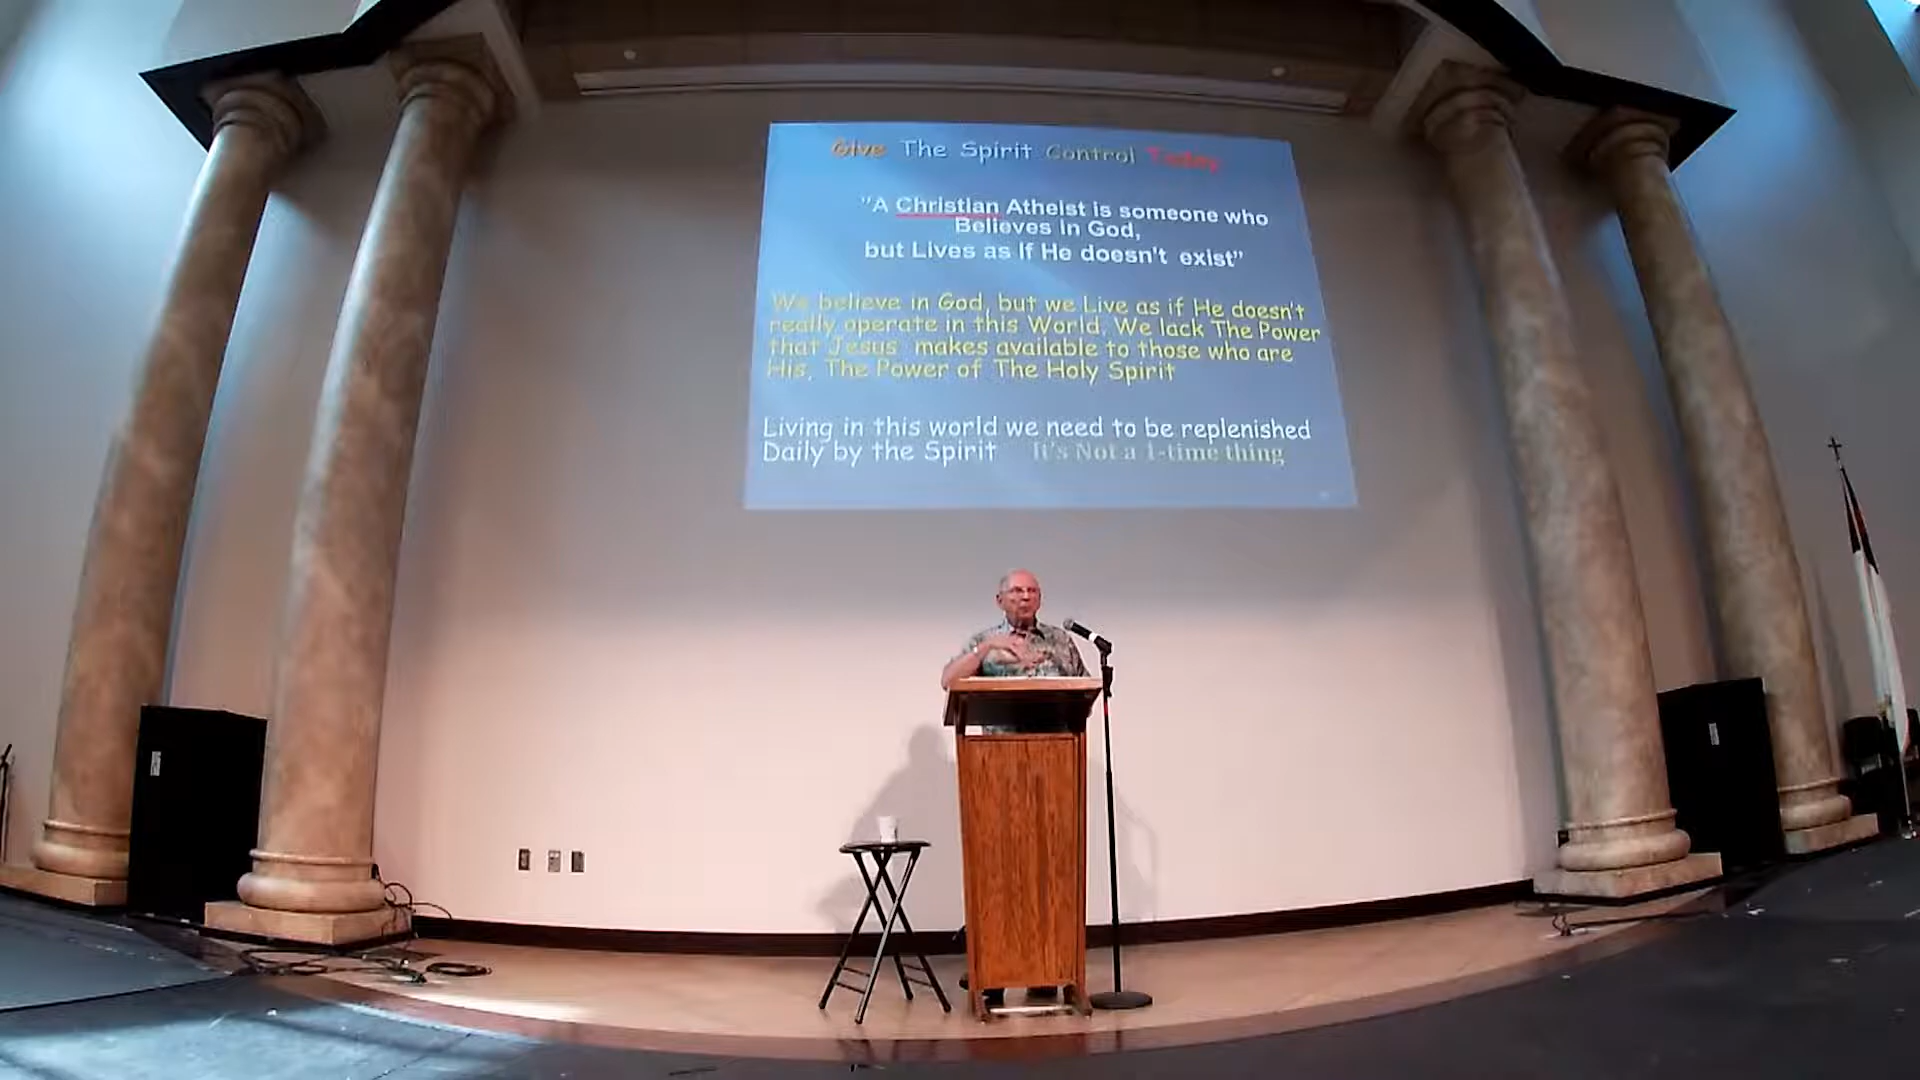 Give The Spirit Control Today
"A Christian Atheist is someone who
Believes in God,
but Lives as If He doesn't exist"
We believe in God, but we Live as if He doesn't
really operate in this World. We lack The Power
that Jesus makes available to those who are
His, The Power of The Holy Spirit
Living in this world we need to be replenished
Daily by the Spirit It's Not a 1-time thing